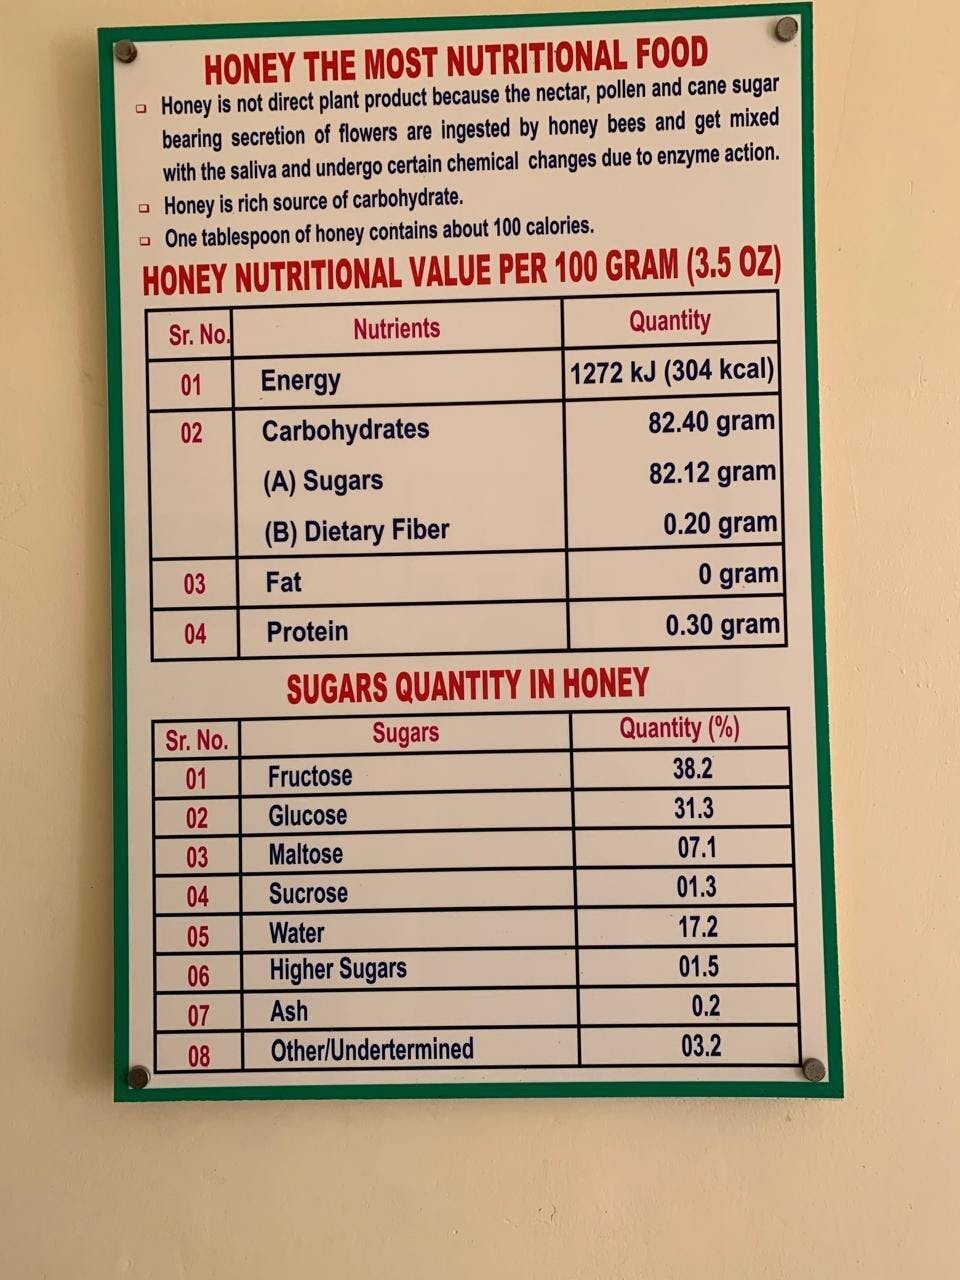 HONEY THE MOST NUTRITIONAL FOOD
Honey is not direct plant product because the nectar, pollen and cane sugar
bearing secretion of flowers are ingested by honey bees and get mixed
with the saliva and undergo certain chemical changes due to enzyme action.
Honey is rich source of carbohydrate.
One tablespoon of honey contains about 100 calories.
HONEY NUTRITIONAL VALUE PER 100 GRAM (3.5 OZ)
Sr. No. Nutrients Quantity
01 Energy 1272 kJ (304 kcal)
02 Carbohydrates 82.40 gram
(A) Sugars 82.12 gram
(B) Dietary Fiber 0.20 gram
03 Fat 0 gram
04 Protein 0.30 gram
SUGARS QUANTITY IN HONEY
Sr. No. Sugars Quantity (%)
01 Fructose 38.2
02 Glucose 31.3
03 Maltose 07.1
04 Sucrose 01.3
05 Water 17.2
06 Higher Sugars 01.5
07 Ash 0.2
08 Other/Undertermined 03.2